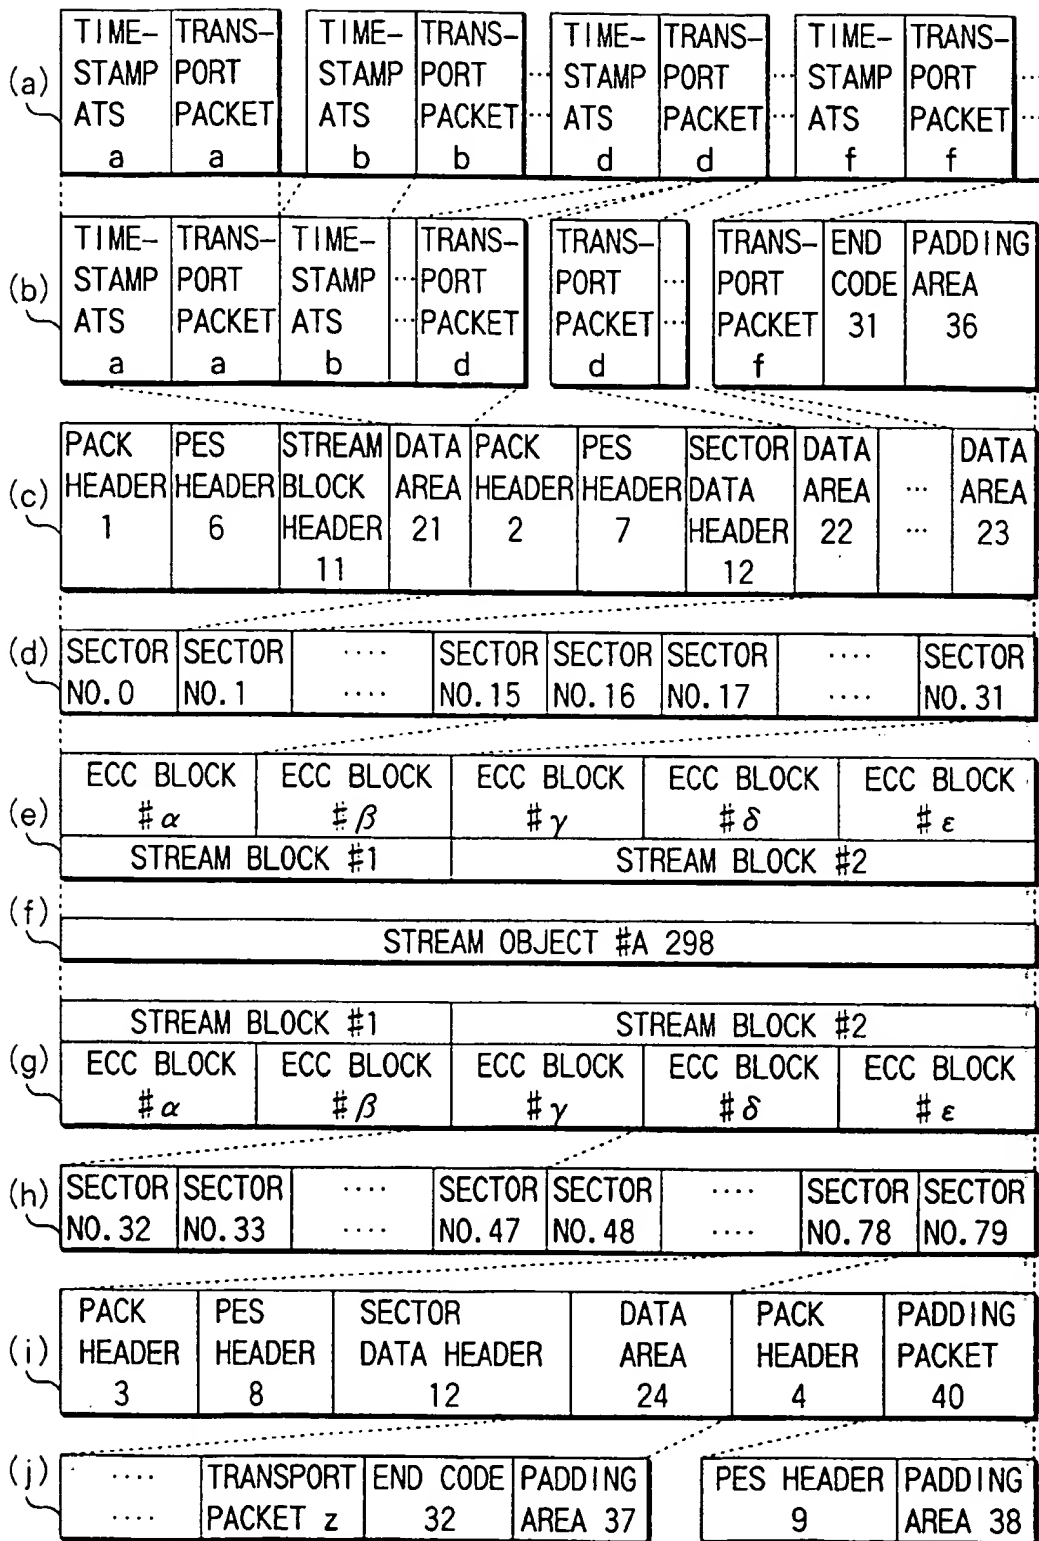 (a)
TIME- TRANS- TIME- TRANS- TIME- TRANS- TIME- TRANS-
STAMP PORT STAMP PORT ... STAMP PORT ... STAMP PORT ...
ATS PACKET ATS PACKET ... ATS PACKET ... ATS PACKET ...
a a b b d d f f
(b)
TIME- TRANS- TIME- TRANS- TRANS- TRANS- END PADDING
STAMP PORT STAMP ... PORT PORT ... PORT CODE AREA
ATS PACKET ATS ... PACKET PACKET ... PACKET 31 36
a a b d d f
(c)
PACK PES STREAM DATA PACK PES SECTOR DATA DATA
HEADER HEADER BLOCK AREA HEADER HEADER DATA AREA ... AREA
1 6 HEADER 21 2 7 HEADER 22 ... 23
11 12
(d)
SECTOR SECTOR .... SECTOR SECTOR SECTOR .... SECTOR
NO.0 NO.1 .... NO.15 NO.16 NO.17 .... NO.31
(e)
ECC BLOCK ECC BLOCK ECC BLOCK ECC BLOCK ECC BLOCK
#α #β #γ #δ #ε
STREAM BLOCK #1 STREAM BLOCK #2
(f)
STREAM OBJECT #A 298
STREAM BLOCK #1 STREAM BLOCK #2
(g)
ECC BLOCK ECC BLOCK ECC BLOCK ECC BLOCK ECC BLOCK
#α #β #γ #δ #ε
(h)
SECTOR SECTOR .... SECTOR SECTOR .... SECTOR SECTOR
NO.32 NO.33 .... NO.47 NO.48 .... NO.78 NO.79
(i)
PACK PES SECTOR DATA PACK PADDING
HEADER HEADER DATA HEADER AREA HEADER PACKET
3 8 12 24 4 40
(j)
.... TRANSPORT END CODE PADDING PES HEADER PADDING
.... PACKET z 32 AREA 37 9 AREA 38